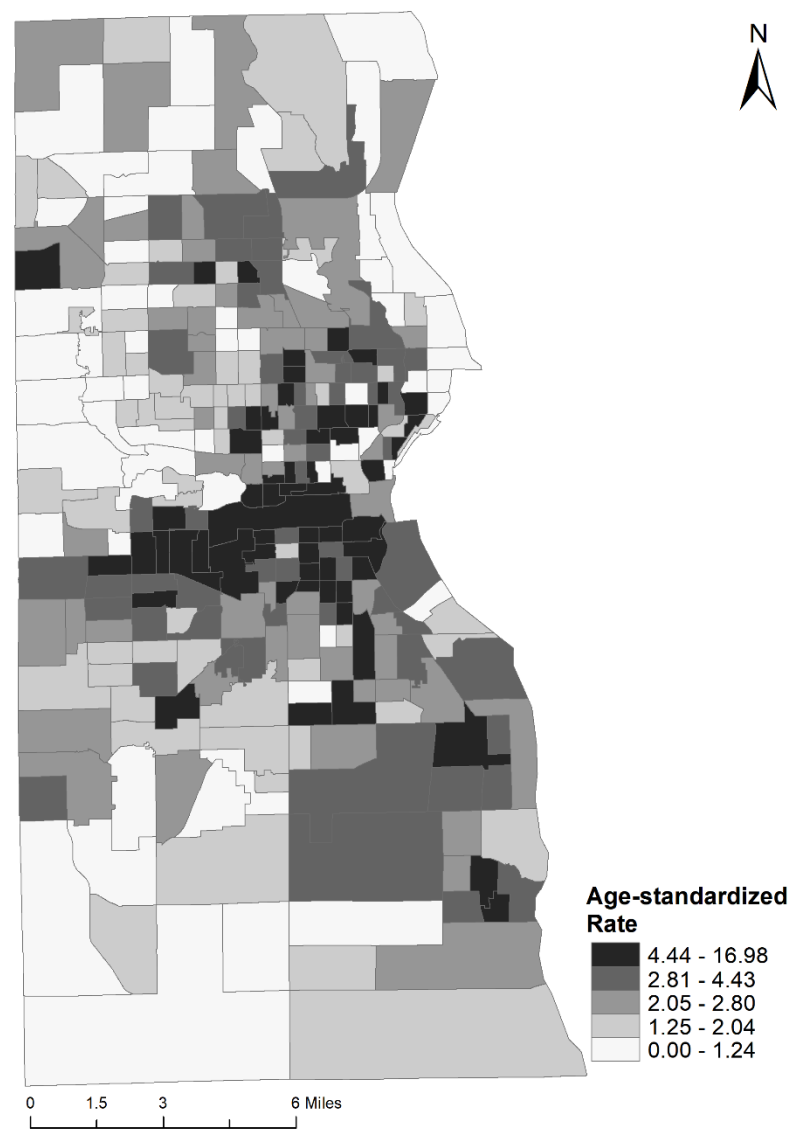 N
Age-standardized
Rate
4.44 - 16.98
2.81 - 4.43
2.05 - 2.80
1.25 - 2.04
0.00 - 1.24
0 1.5 3 6 Miles